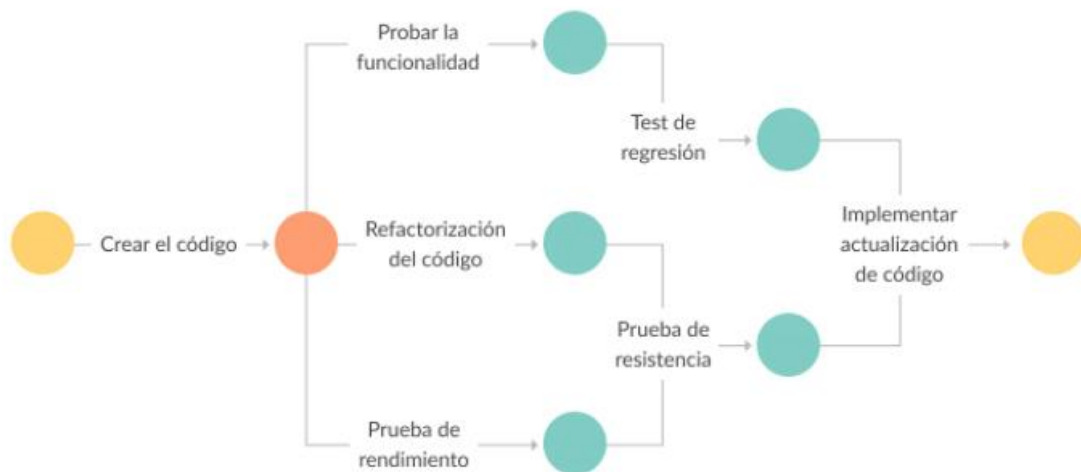 Probar la
funcionalidad
Test de
regresión
Crear el código
Refactorización
del código
Implementar
actualización
de código
Prueba de
resistencia
Prueba de
rendimiento